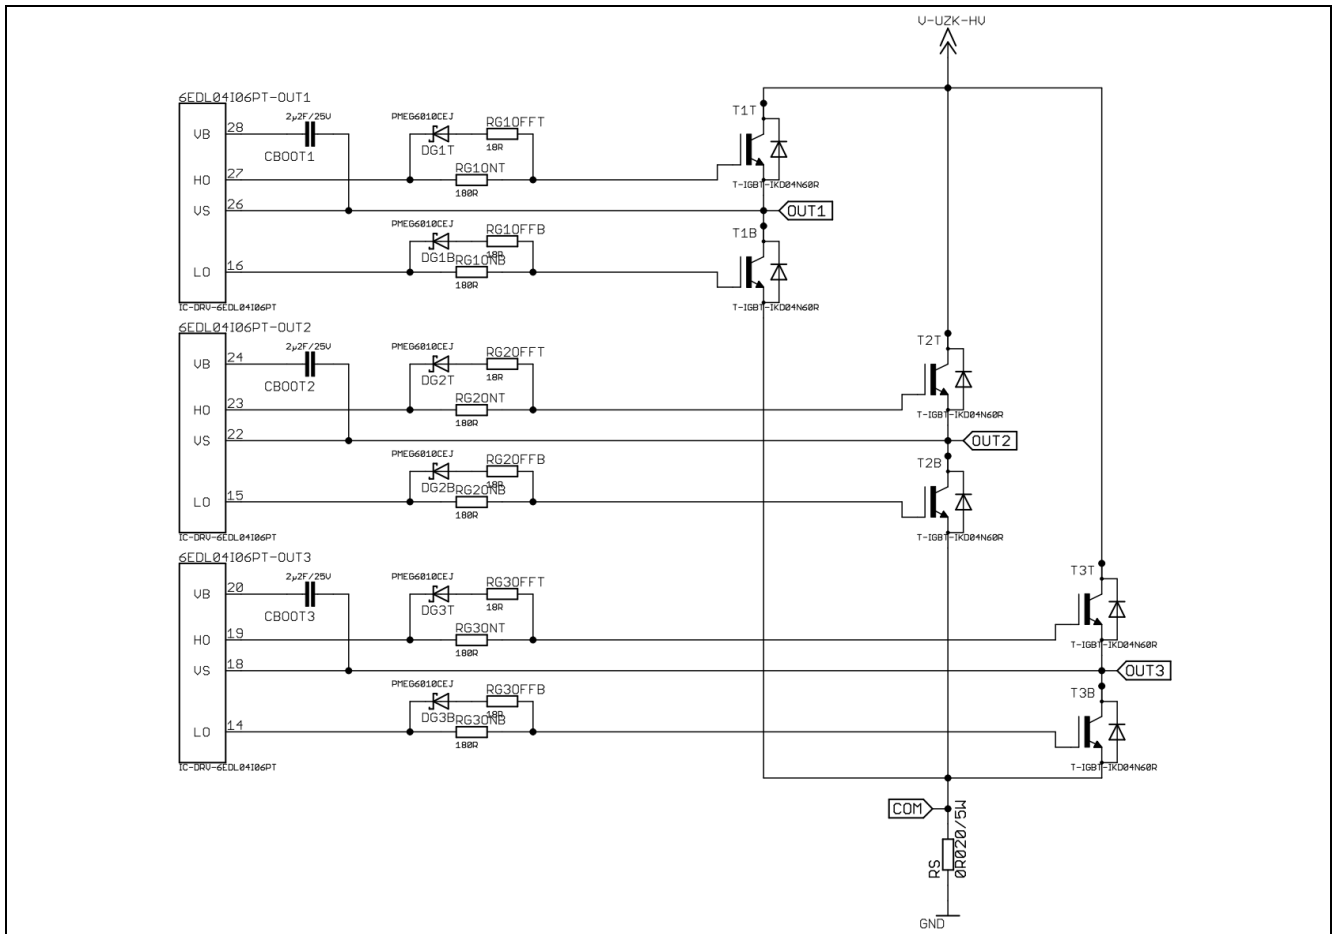 V-UZK-HV
6EDL04I06PT-OUT1
2µ2F/25V
PMEG6010CEJ
RG1OFFT
T1T
VB
28
CBOOT1
DG1T
18R
HO
27
RG1ONT
180R
T-IGBT-IKD04N60R
VS
26
OUT1
PMEG6010CEJ
RG1OFFB
T1B
DG1B
18R
RG1ONB
LO
16
180R
IC-DRV-6EDL04I06PT
T-IGBT-IKD04N60R
6EDL04I06PT-OUT2
2µ2F/25V
PMEG6010CEJ
RG2OFFT
T2T
VB
24
CBOOT2
DG2T
18R
HO
23
RG2ONT
180R
T-IGBT-IKD04N60R
VS
22
OUT2
PMEG6010CEJ
RG2OFFB
T2B
DG2B
18R
RG2ONB
LO
15
180R
IC-DRV-6EDL04I06PT
T-IGBT-IKD04N60R
6EDL04I06PT-OUT3
2µ2F/25V
PMEG6010CEJ
RG3OFFT
T3T
VB
20
CBOOT3
DG3T
18R
HO
19
RG3ONT
180R
T-IGBT-IKD04N60R
VS
18
OUT3
PMEG6010CEJ
RG3OFFB
T3B
DG3B
18R
RG3ONB
LO
14
180R
IC-DRV-6EDL04I06PT
T-IGBT-IKD04N60R
COM
RS
0R020/5W
GND